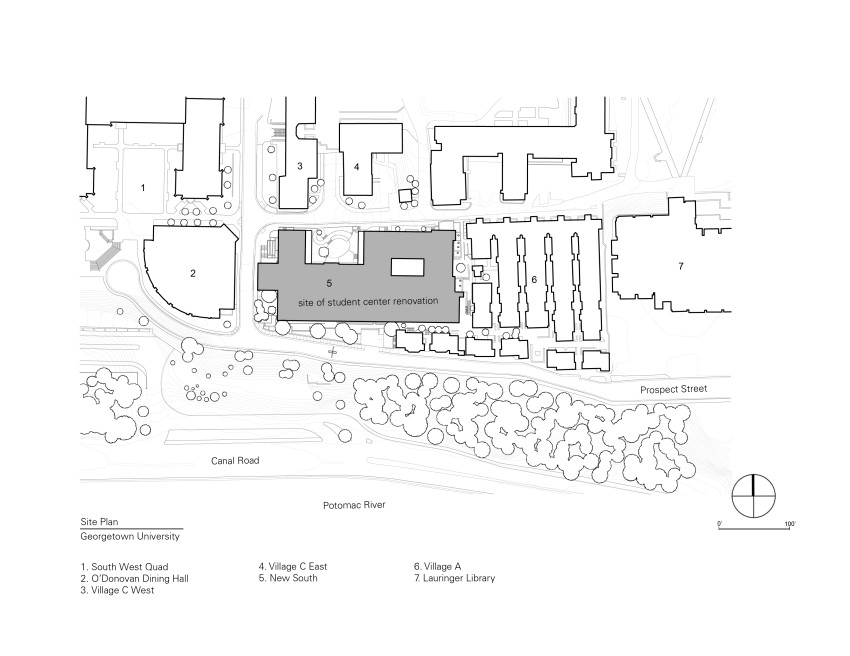 1
3
4
2
5
site of student center renovation
6
7
Prospect Street
Canal Road
Potomac River
0'
100'
Site Plan
Georgetown University
1. South West Quad
2. O'Donovan Dining Hall
3. Village C West
4. Village C East
5. New South
6. Village A
7. Lauringer Library